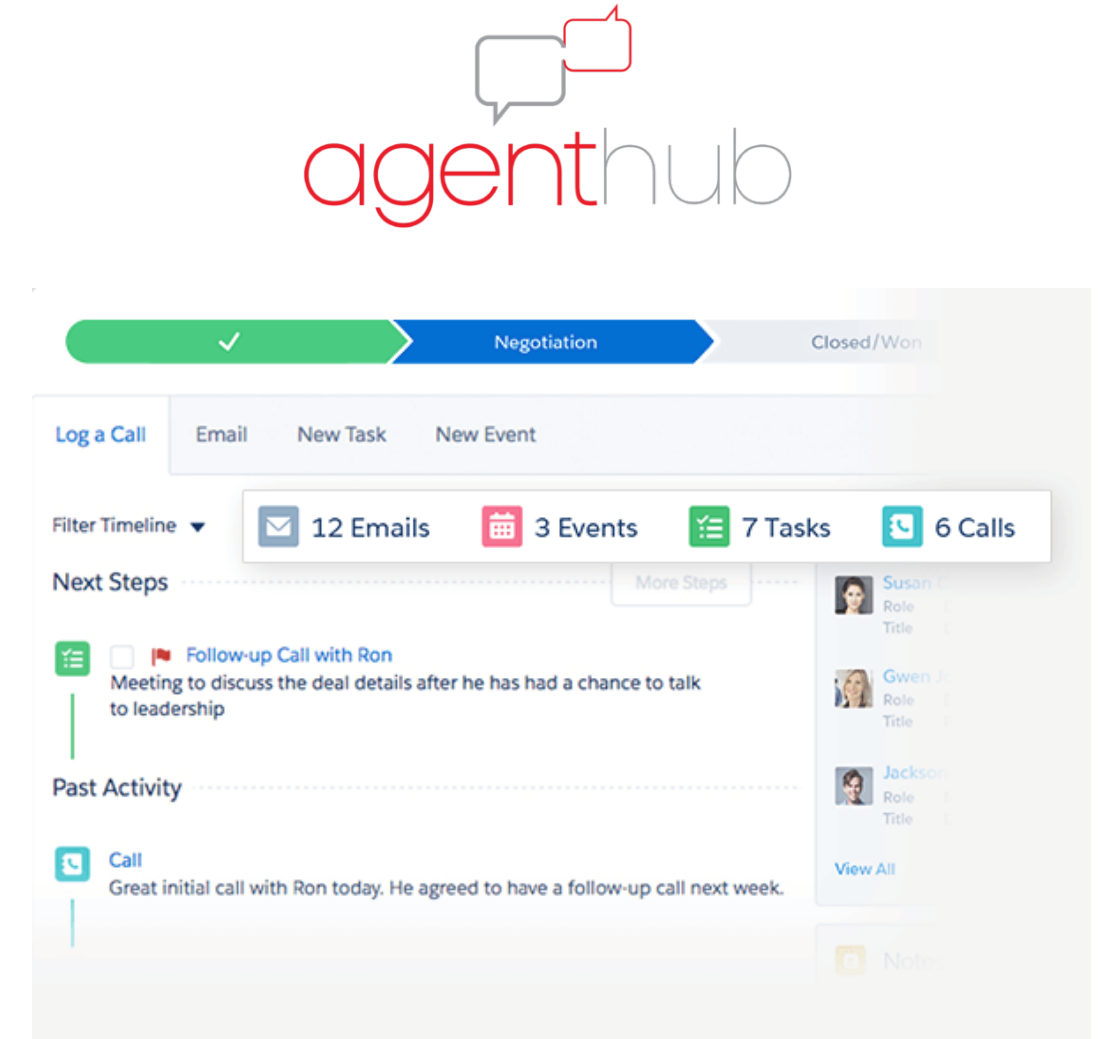 agenthub
Negotiation
Closed/Won
Log a Call
Email
New Task
New Event
Filter Timeline
12 Emails
3 Events
7 Tasks
6 Calls
Next Steps
More Steps
Susan
Role
Title
Follow-up Call with Ron
Meeting to discuss the deal details after he has had a chance to talk
to leadership
Gwen
Role
Title
Past Activity
Jackson
Role
Title
Call
Great initial call with Ron today. He agreed to have a follow-up call next week.
View All
Notes